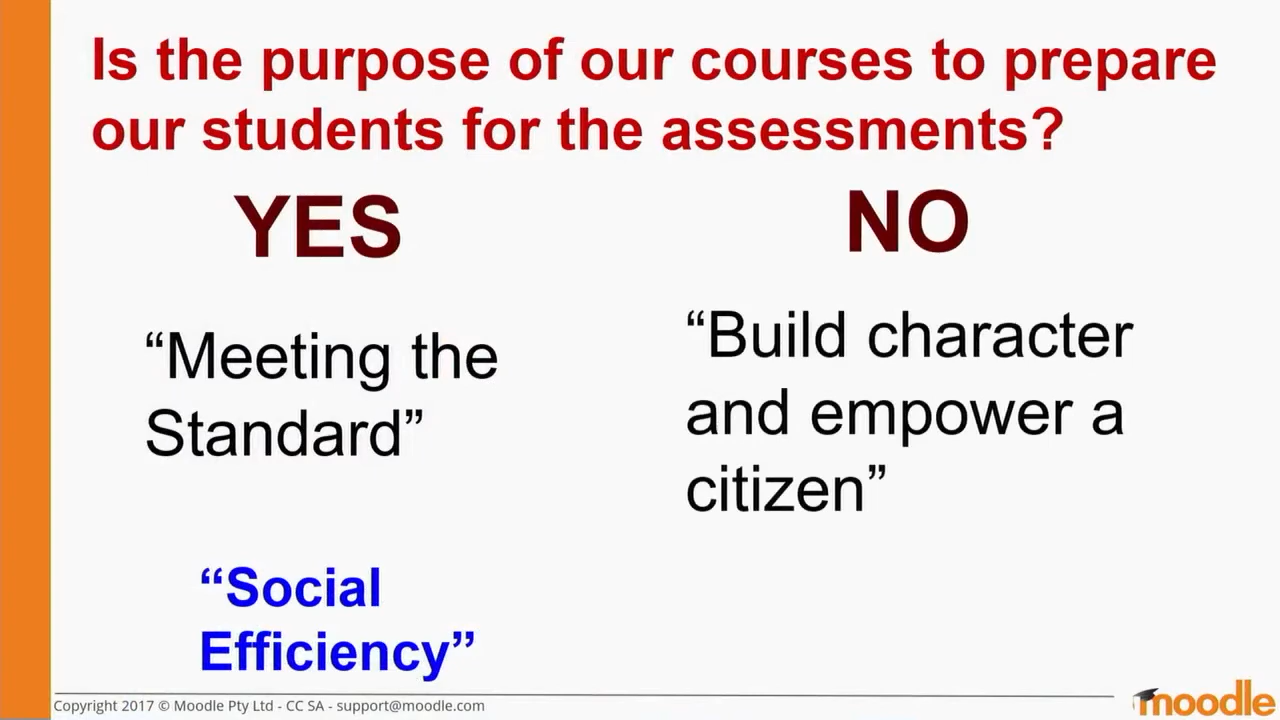 Is the purpose of our courses to prepare
our students for the assessments?
YES
“Meeting the
Standard”
“Social
Efficiency”
NO
“Build character
and empower a
citizen”
Copyright 2017 © Moodle Pty Ltd - CC SA - support@moodle.com
moodle